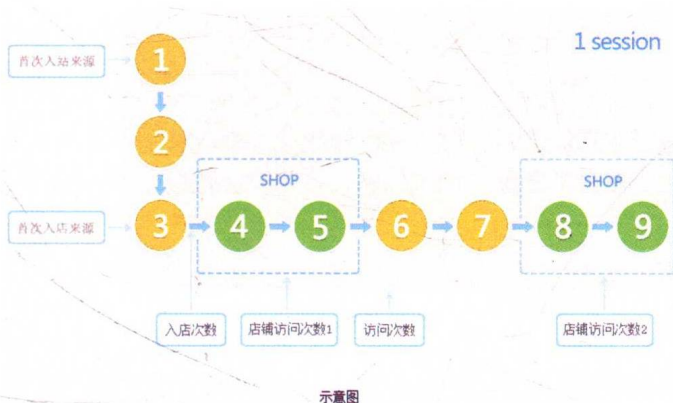 1 session
首次入站来源
1
2
SHOP
SHOP
首次入店来源
3
4
5
6
7
8
9
入店次数
店铺访问次数1
访问次数
店铺访问次数2
示意图